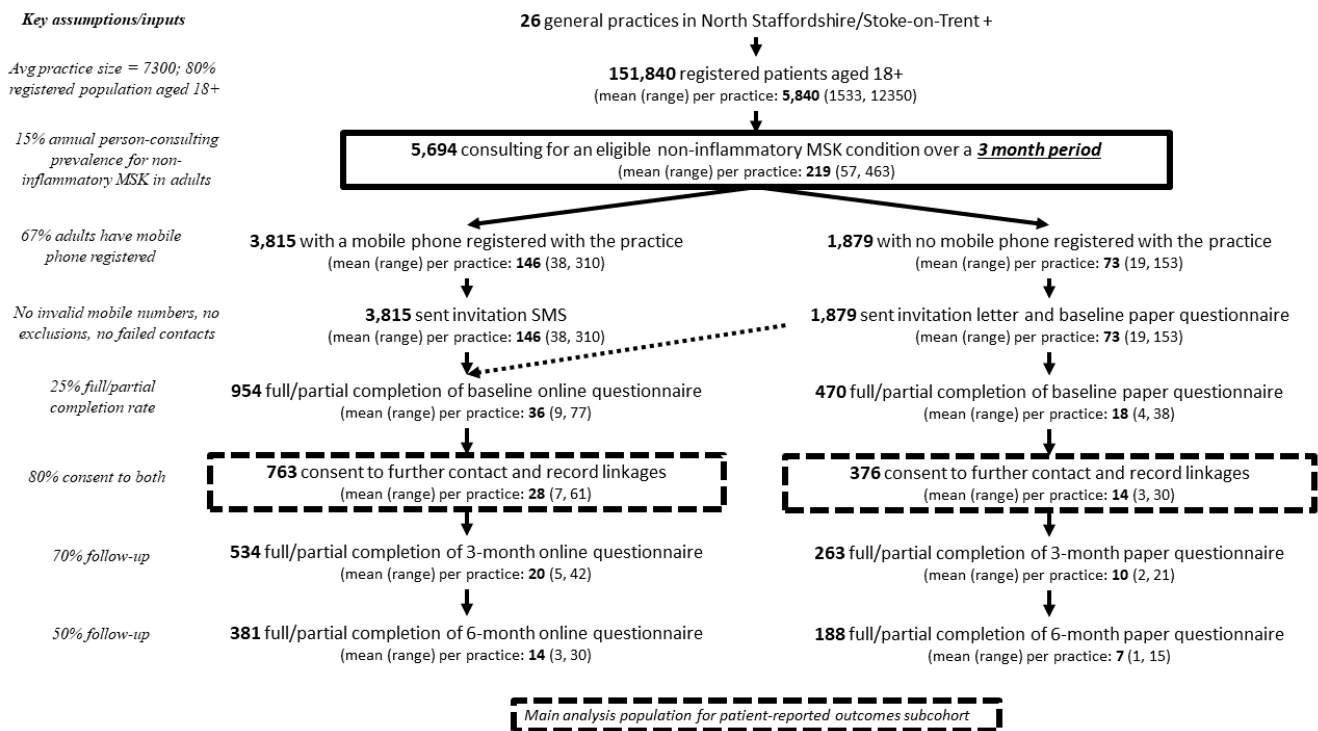 Key assumptions/inputs
26 general practices in North Staffordshire/Stoke-on-Trent +
Avg practice size = 7300; 80%
registered population aged 18+
151,840 registered patients aged 18+
(mean (range) per practice: 5,840 (1533, 12350)
15% annual person-consulting
prevalence for non-
inflammatory MSK in adults
5,694 consulting for an eligible non-inflammatory MSK condition over a 3 month period
(mean (range) per practice: 219 (57, 463)
67% adults have mobile
phone registered
3,815 with a mobile phone registered with the practice
(mean (range) per practice: 146 (38, 310)
1,879 with no mobile phone registered with the practice
(mean (range) per practice: 73 (19, 153)
No invalid mobile numbers, no
exclusions, no failed contacts
3,815 sent invitation SMS
(mean (range) per practice: 146 (38, 310)
1,879 sent invitation letter and baseline paper questionnaire
(mean (range) per practice: 73 (19, 153)
25% full/partial
completion rate
954 full/partial completion of baseline online questionnaire
(mean (range) per practice: 36 (9, 77)
470 full/partial completion of baseline paper questionnaire
(mean (range) per practice: 18 (4, 38)
80% consent to both
763 consent to further contact and record linkages
(mean (range) per practice: 28 (7, 61)
376 consent to further contact and record linkages
(mean (range) per practice: 14 (3, 30)
70% follow-up
534 full/partial completion of 3-month online questionnaire
(mean (range) per practice: 20 (5, 42)
263 full/partial completion of 3-month paper questionnaire
(mean (range) per practice: 10 (2, 21)
50% follow-up
381 full/partial completion of 6-month online questionnaire
(mean (range) per practice: 14 (3, 30)
188 full/partial completion of 6-month paper questionnaire
(mean (range) per practice: 7 (1, 15)
Main analysis population for patient-reported outcomes subcohort